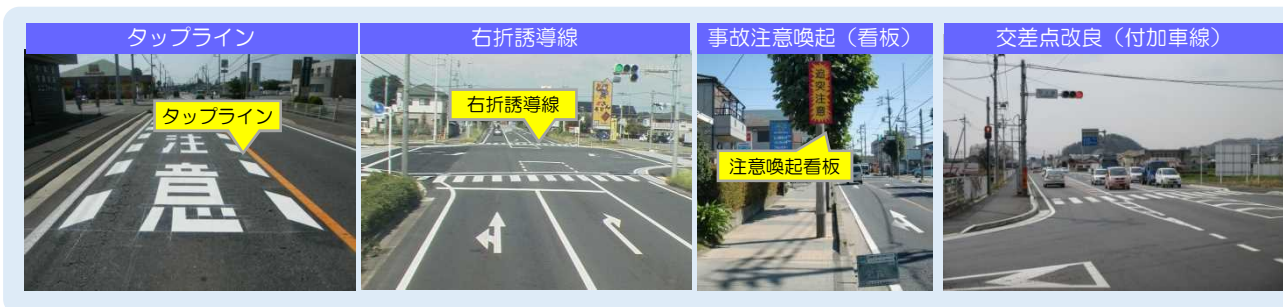 タップライン
右折誘導線
事故注意喚起（看板）
交差点改良（付加車線）
タップライン
注意
右折誘導線
追突注意
注意喚起看板